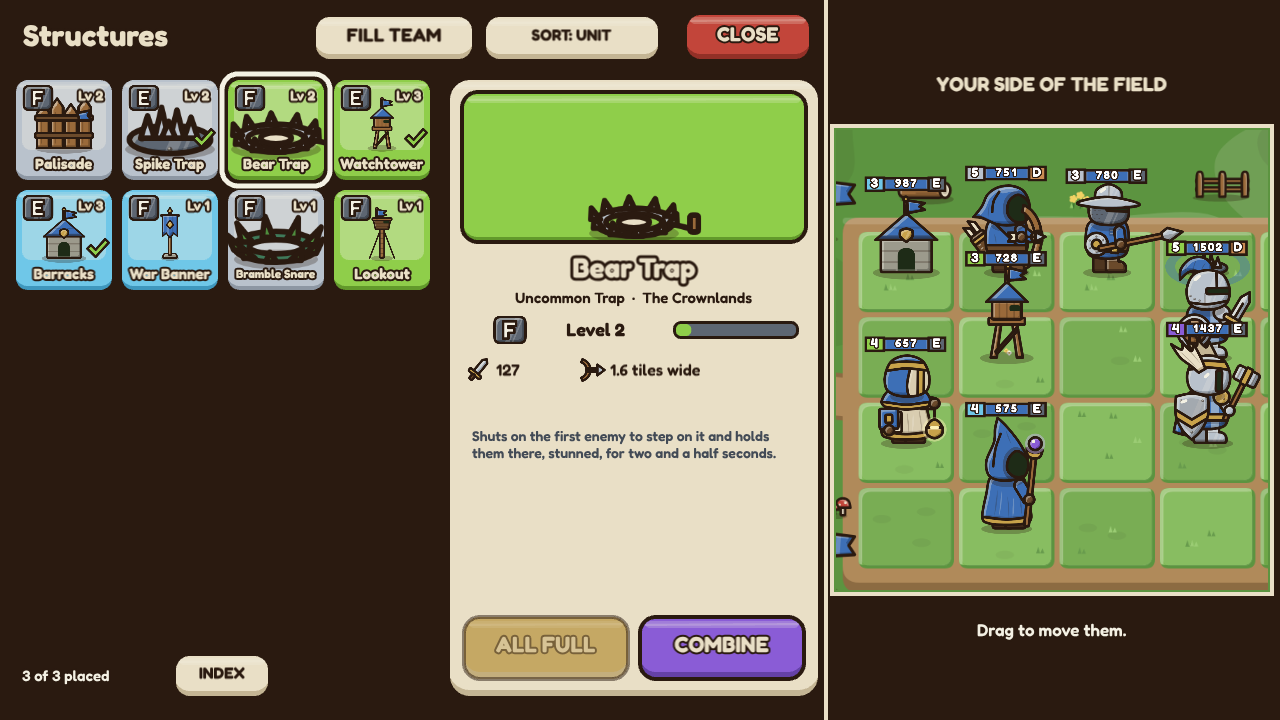 Structures
FILL TEAM
SORT: UNIT
CLOSE
F Lv 2
Palisade
E Lv 2
Spike Trap
F Lv 2
Bear Trap
E Lv 3
Watchtower
E Lv 3
Barracks
F Lv 1
War Banner
F Lv 1
Bramble Snare
F Lv 1
Lookout
Bear Trap
Uncommon Trap · The Crownlands
F Level 2
127 1.6 tiles wide
Shuts on the first enemy to step on it and holds
them there, stunned, for two and a half seconds.
ALL FULL
COMBINE
3 of 3 placed
INDEX
YOUR SIDE OF THE FIELD
3 987 E
5 751 D
3 780 E
3 728 E
5 1502 D
4 657 E
4 1437 E
4 575 E
Drag to move them.